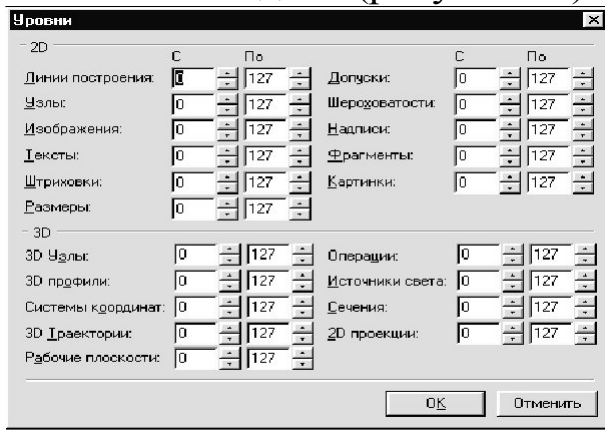 Уровни
2D
С По С По
Линии построения: 0 127 Допуски: 0 127
Узлы: 0 127 Шероховатости: 0 127
Изображения: 0 127 Надписи: 0 127
Тексты: 0 127 Фрагменты: 0 127
Штриховки: 0 127 Картинки: 0 127
Размеры: 0 127
3D
3D Узлы: 0 127 Операции: 0 127
3D профили: 0 127 Источники света: 0 127
Системы координат: 0 127 Сечения: 0 127
3D Траектории: 0 127 2D проекции: 0 127
Рабочие плоскости: 0 127
OK Отменить